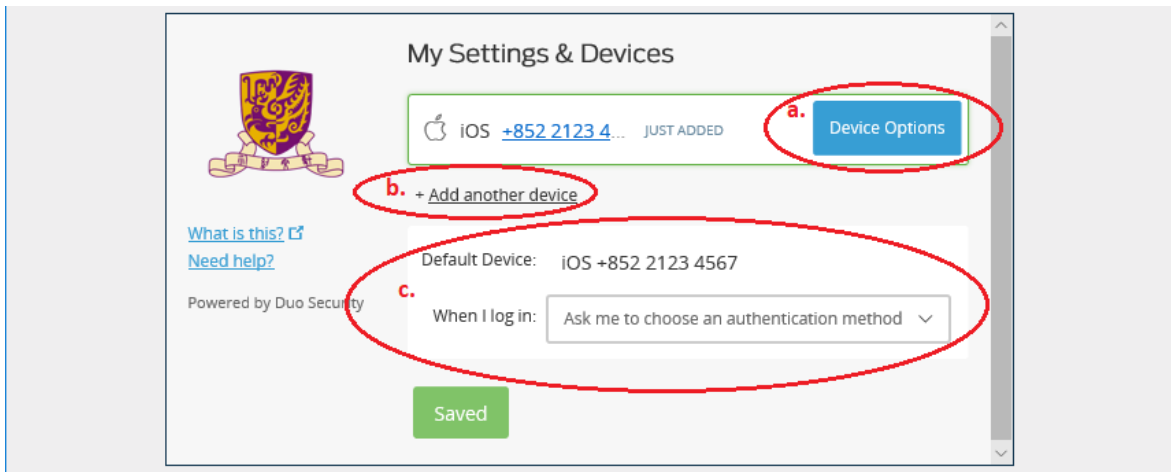 My Settings & Devices
a.
iOS +852 2123 4... JUST ADDED Device Options
b.
+ Add another device
What is this?
Need help?
Powered by Duo Security
Default Device: iOS +852 2123 4567
c.
When I log in: Ask me to choose an authentication method
Saved